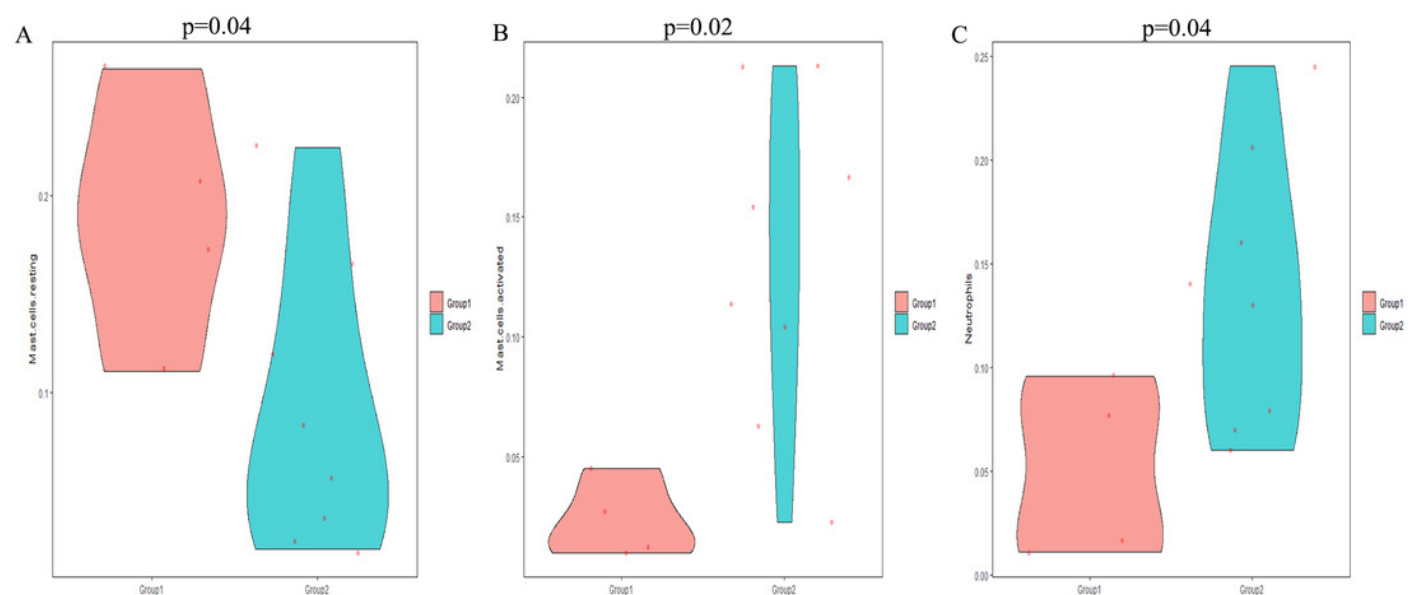 A
p=0.04
Mast.cells.resting
0.2
0.1
Group1
Group2
Group1
Group2
B
p=0.02
Mast.cells.activated
0.20
0.15
0.10
0.05
Group1
Group2
Group1
Group2
C
p=0.04
Neutrophils
0.25
0.20
0.15
0.10
0.05
0.00
Group1
Group2
Group1
Group2